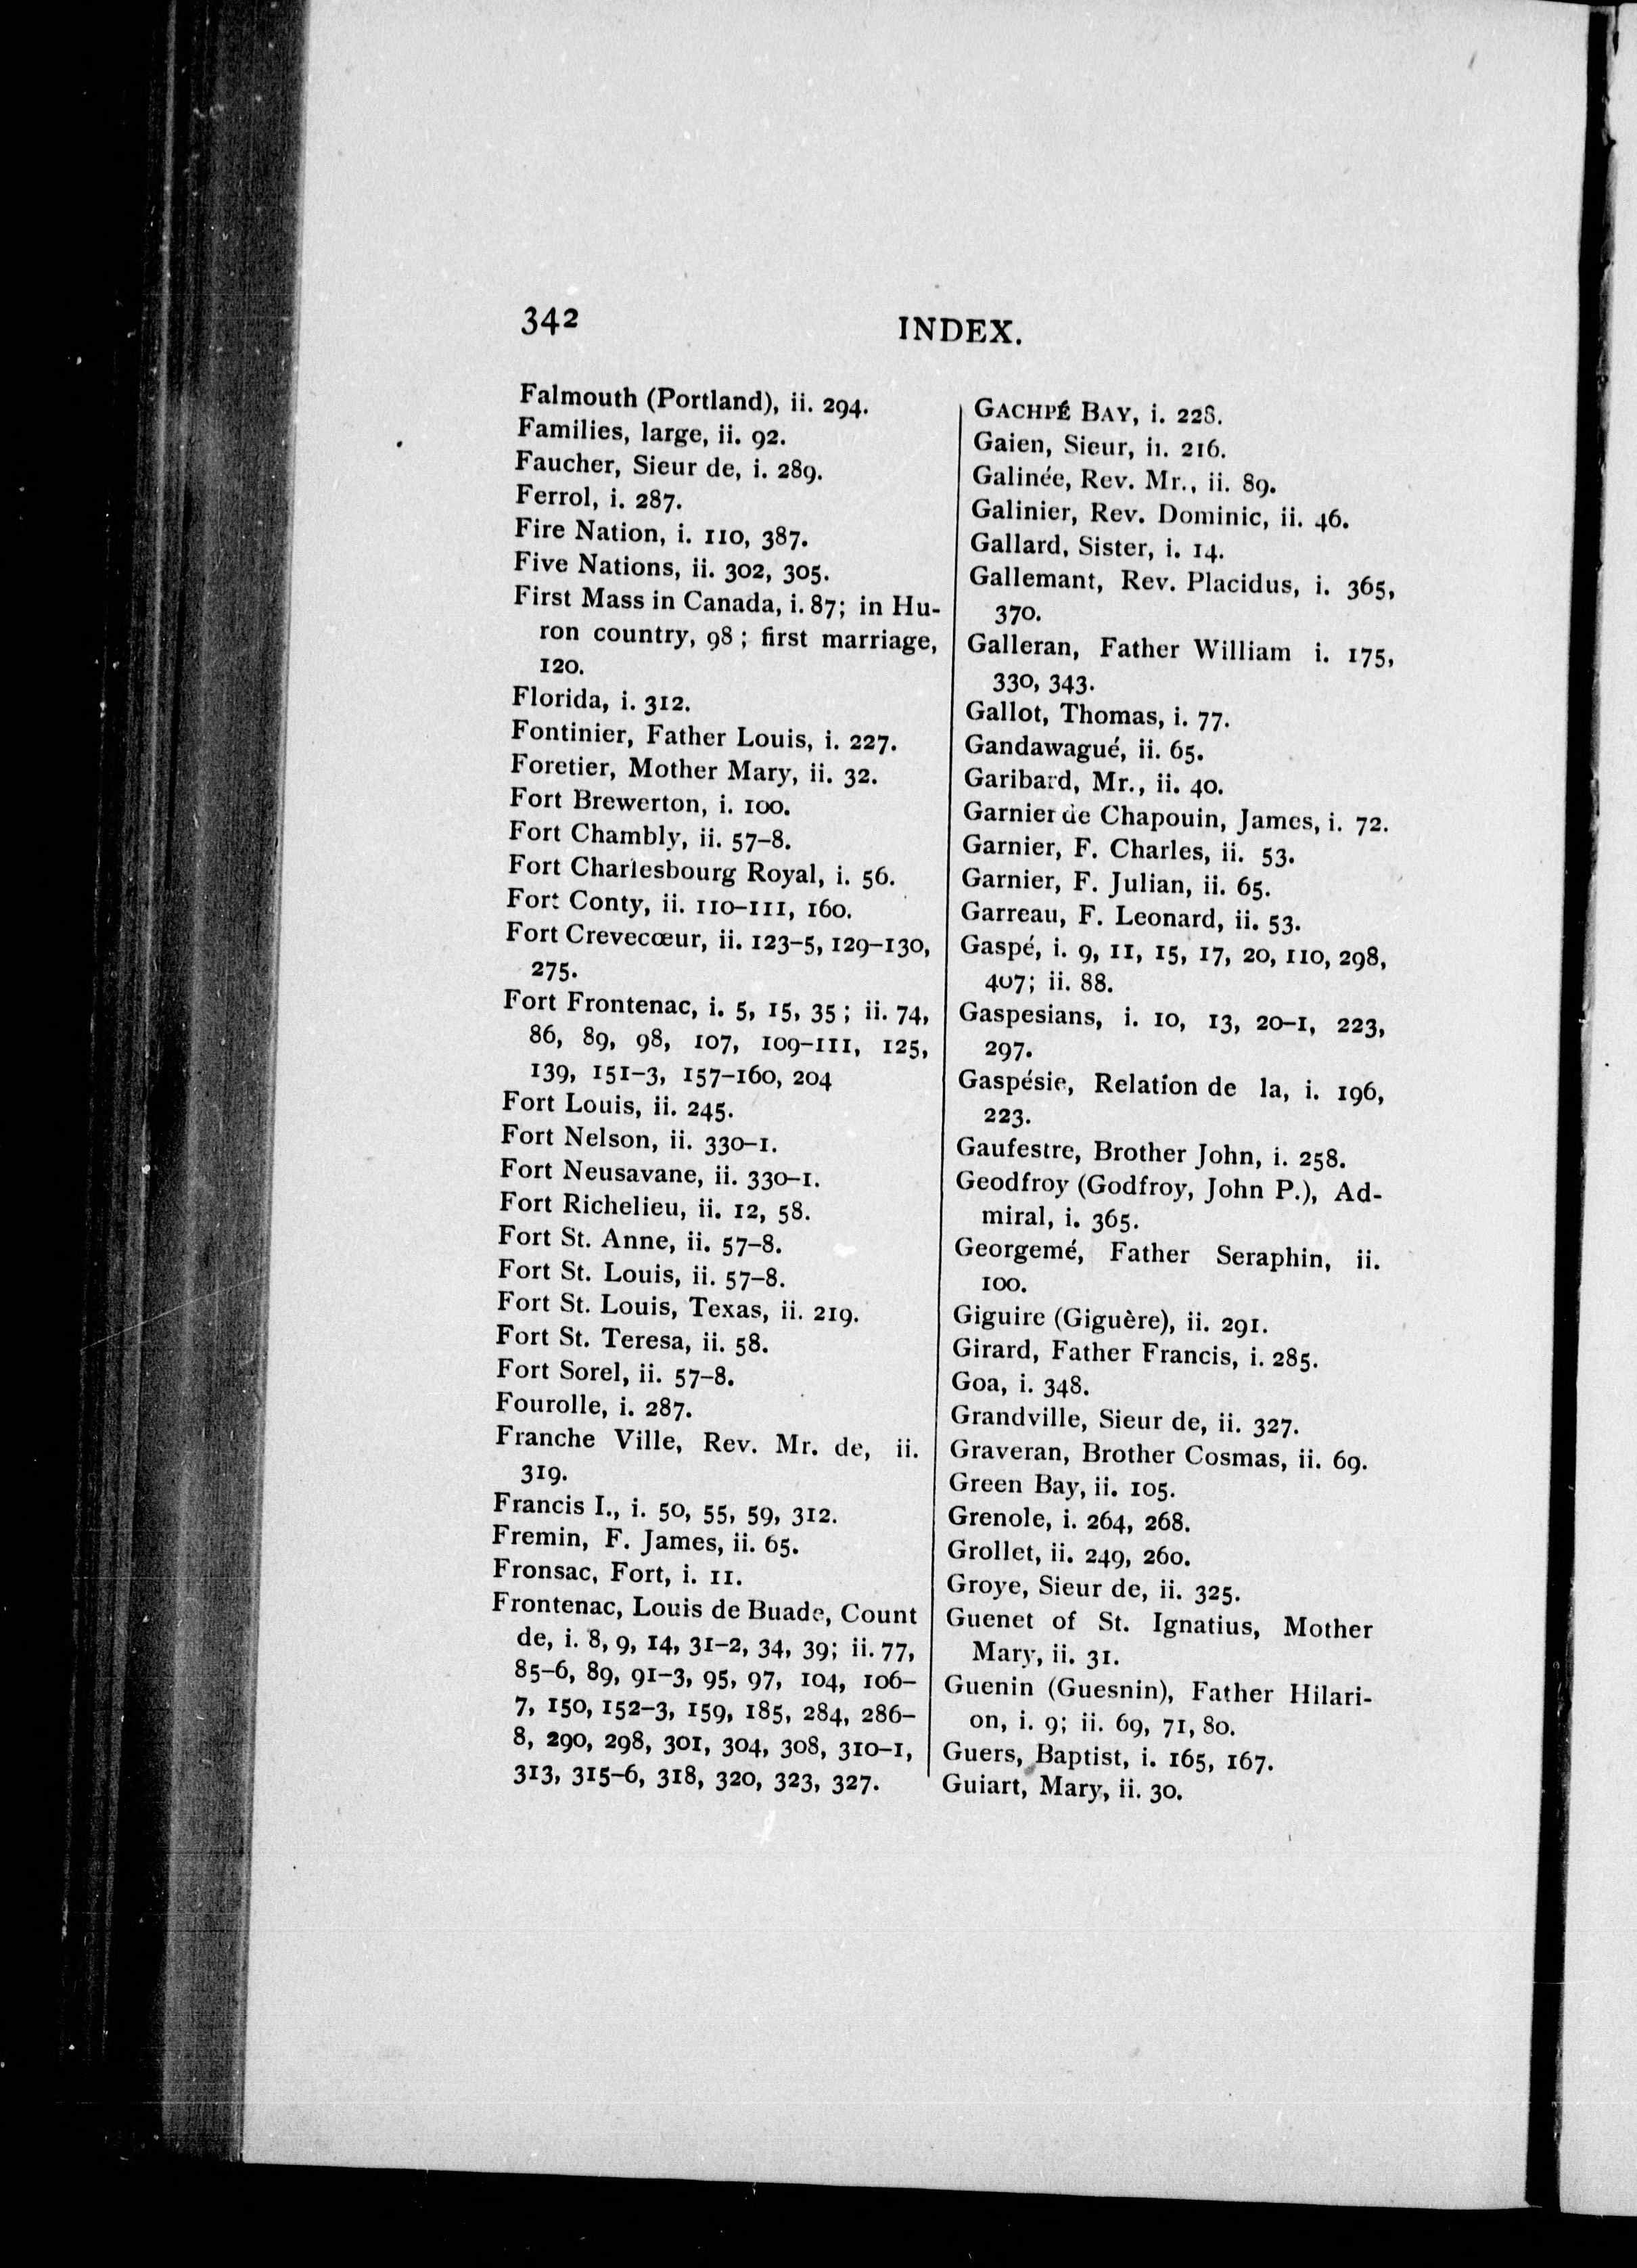 342
INDEX.
Falmouth (Portland), ii. 294.
Families, large, ii. 92.
Faucher, Sieur de, i. 289.
Ferrol, i. 287.
Fire Nation, i. 110, 387.
Five Nations, ii. 302, 305.
First Mass in Canada, i. 87; in Hu-
ron country, 98; first marriage,
120.
Florida, i. 312.
Fontinier, Father Louis, i. 227.
Foretier, Mother Mary, ii. 32.
Fort Brewerton, i. 100.
Fort Chambly, ii. 57–8.
Fort Charlesbourg Royal, i. 56.
Fort Conty, ii. 110–111, 160.
Fort Crevecœur, ii. 123–5, 129–130,
275.
Fort Frontenac, i. 5, 15, 35; ii. 74,
86, 89, 98, 107, 109–111, 125,
139, 151–3, 157–160, 204
Fort Louis, ii. 245.
Fort Nelson, ii. 330–1.
Fort Neusavane, ii. 330–1.
Fort Richelieu, ii. 12, 58.
Fort St. Anne, ii. 57–8.
Fort St. Louis, ii. 57–8.
Fort St. Louis, Texas, ii. 219.
Fort St. Teresa, ii. 58.
Fort Sorel, ii. 57–8.
Fourolle, i. 287.
Franche Ville, Rev. Mr. de, ii.
319.
Francis I., i. 50, 55, 59, 312.
Fremin, F. James, ii. 65.
Fronsac, Fort, i. 11.
Frontenac, Louis de Buade, Count
de, i. 8, 9, 14, 31–2, 34, 39; ii. 77,
85–6, 89, 91–3, 95, 97, 104, 106–
7, 150, 152–3, 159, 185, 284, 286–
8, 290, 298, 301, 304, 308, 310–1,
313, 315–6, 318, 320, 323, 327.
GACHPÉ BAY, i. 228.
Gaien, Sieur, ii. 216.
Galinée, Rev. Mr., ii. 89.
Galinier, Rev. Dominic, ii. 46.
Gallard, Sister, i. 14.
Gallemant, Rev. Placidus, i. 365,
370.
Galleran, Father William i. 175,
330, 343.
Gallot, Thomas, i. 77.
Gandawagué, ii. 65.
Garibard, Mr., ii. 40.
Garnier de Chapouin, James, i. 72.
Garnier, F. Charles, ii. 53.
Garnier, F. Julian, ii. 65.
Garreau, F. Leonard, ii. 53.
Gaspé, i. 9, 11, 15, 17, 20, 110, 298,
407; ii. 88.
Gaspesians, i. 10, 13, 20–1, 223,
297.
Gaspésie, Relation de la, i. 196,
223.
Gaufestre, Brother John, i. 258.
Geodfroy (Godfroy, John P.), Ad-
miral, i. 365.
Georgemé, Father Seraphin, ii.
100.
Giguire (Giguère), ii. 291.
Girard, Father Francis, i. 285.
Goa, i. 348.
Grandville, Sieur de, ii. 327.
Graveran, Brother Cosmas, ii. 69.
Green Bay, ii. 105.
Grenole, i. 264, 268.
Grollet, ii. 249, 260.
Groye, Sieur de, ii. 325.
Guenet of St. Ignatius, Mother
Mary, ii. 31.
Guenin (Guesnin), Father Hilari-
on, i. 9; ii. 69, 71, 80.
Guers, Baptist, i. 165, 167.
Guiart, Mary, ii. 30.